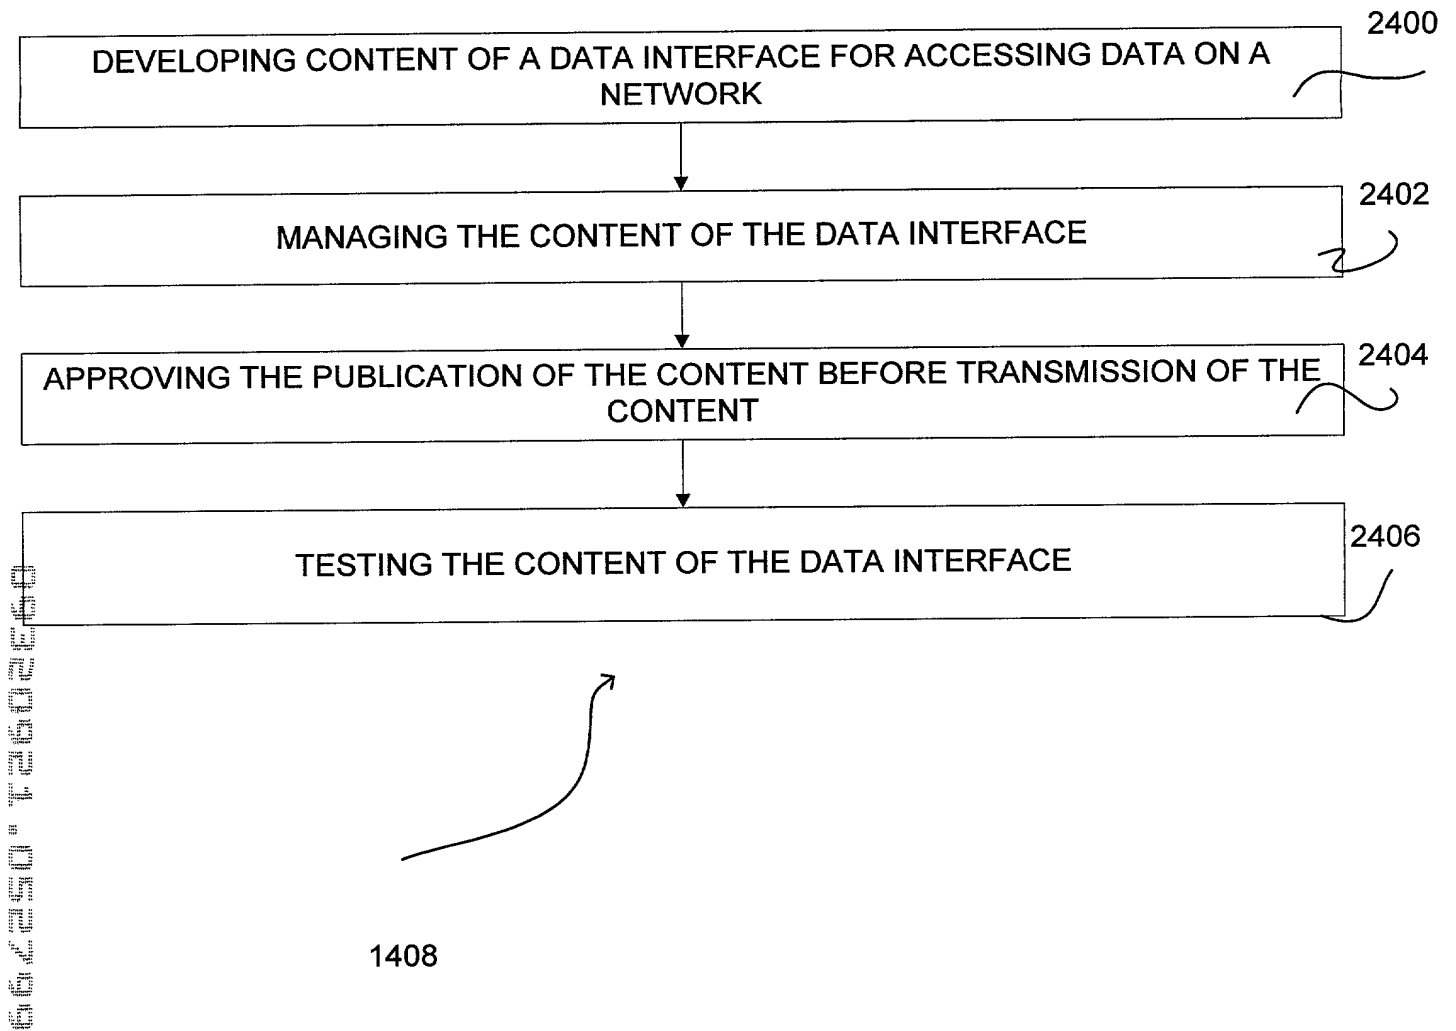 2400
DEVELOPING CONTENT OF A DATA INTERFACE FOR ACCESSING DATA ON A
NETWORK
2402
MANAGING THE CONTENT OF THE DATA INTERFACE
2404
APPROVING THE PUBLICATION OF THE CONTENT BEFORE TRANSMISSION OF THE
CONTENT
2406
TESTING THE CONTENT OF THE DATA INTERFACE
1408